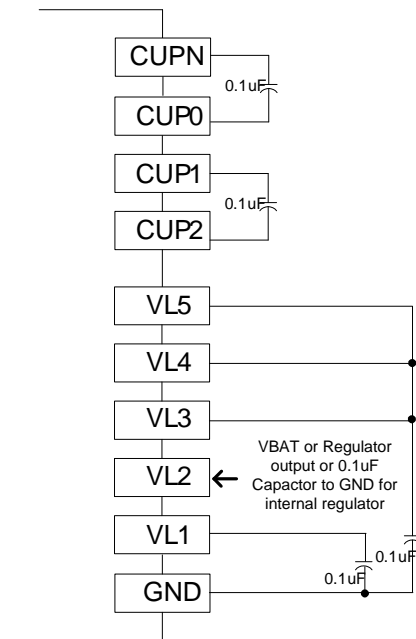 CUPN
0.1uF
CUP0
CUP1
0.1uF
CUP2
VL5
VL4
VL3
VBAT or Regulator
output or 0.1uF
Capactor to GND for
internal regulator
VL2
VL1
0.1uF
0.1uF
GND